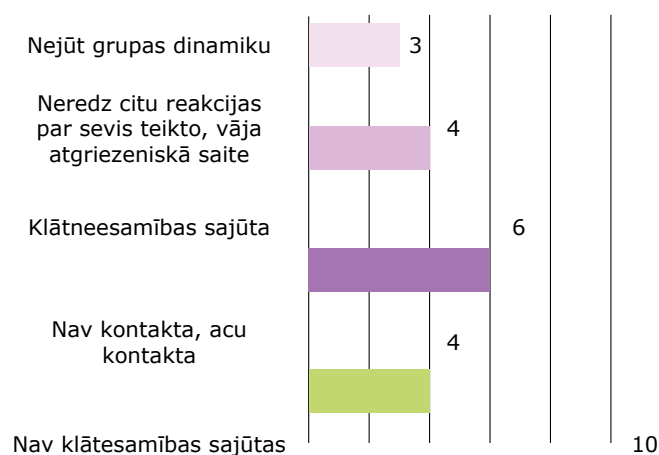 Nejūt grupas dinamiku
3
Neredz citu reakcijas
par sevis teikto, vāja
atgriezeniskā saite
4
Klātneesamības sajūta
6
Nav kontakta, acu
kontakta
4
Nav klātesamības sajūtas
10